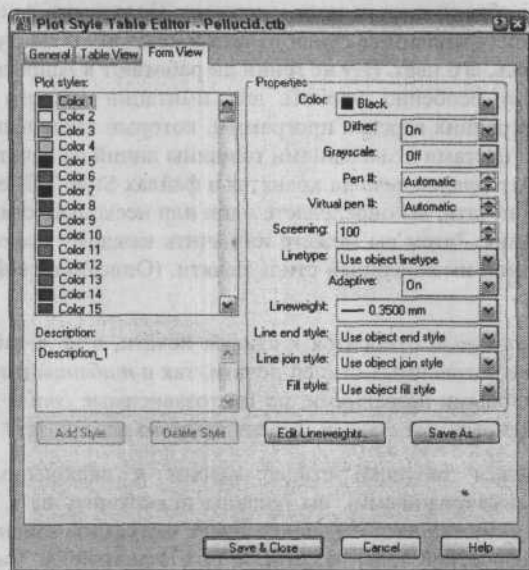 Plot Style Table Editor - Pellucid.ctb
General
Table View
Form View
Plot styles:
Color 1
Color 2
Color 3
Color 4
Color 5
Color 6
Color 7
Color 8
Color 9
Color 10
Color 11
Color 12
Color 13
Color 14
Color 15
Description:
Description_1
Add Style
Delete Style
Properties
Color: Black
Dither: On
Grayscale: Off
Pen #: Automatic
Virtual pen #: Automatic
Screening: 100
Linetype: Use object linetype
Adaptive: On
Lineweight: 0.3500 mm
Line end style: Use object end style
Line join style: Use object join style
Fill style: Use object fill style
Edit Lineweights...
Save As...
Save & Close
Cancel
Help